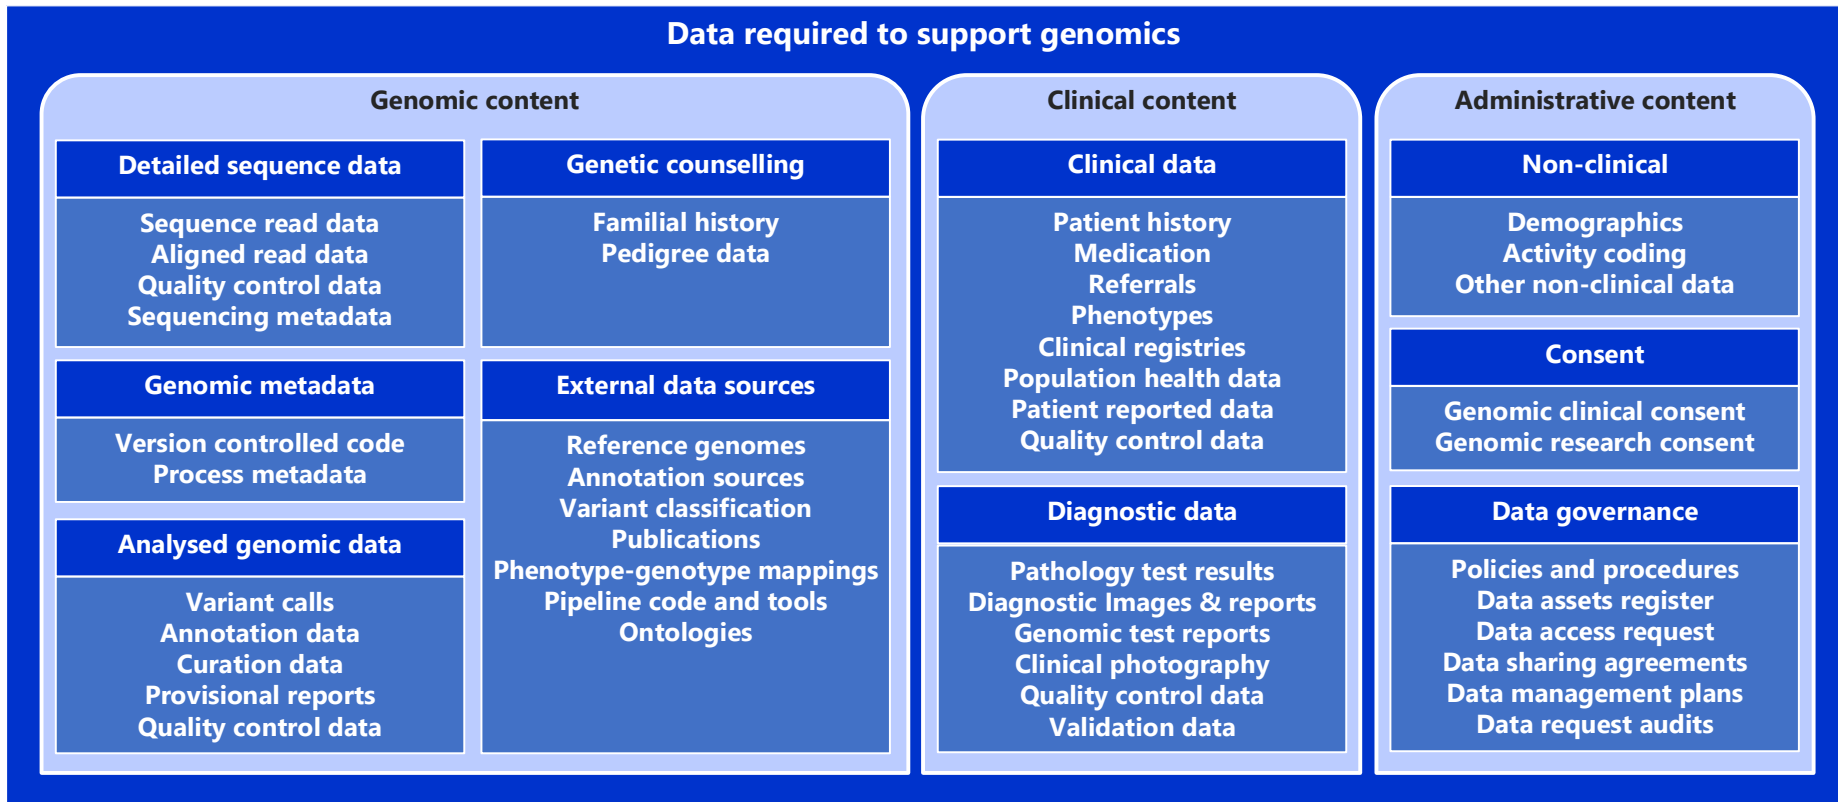 Data required to support genomics
Genomic content
Detailed sequence data
Sequence read data
Aligned read data
Quality control data
Sequencing metadata
Genomic metadata
Version controlled code
Process metadata
Analysed genomic data
Variant calls
Annotation data
Curation data
Provisional reports
Quality control data
Genetic counselling
Familial history
Pedigree data
External data sources
Reference genomes
Annotation sources
Variant classification
Publications
Phenotype-genotype mappings
Pipeline code and tools
Ontologies
Clinical content
Clinical data
Patient history
Medication
Referrals
Phenotypes
Clinical registries
Population health data
Patient reported data
Quality control data
Diagnostic data
Pathology test results
Diagnostic Images & reports
Genomic test reports
Clinical photography
Quality control data
Validation data
Administrative content
Non-clinical
Demographics
Activity coding
Other non-clinical data
Consent
Genomic clinical consent
Genomic research consent
Data governance
Policies and procedures
Data assets register
Data access request
Data sharing agreements
Data management plans
Data request audits